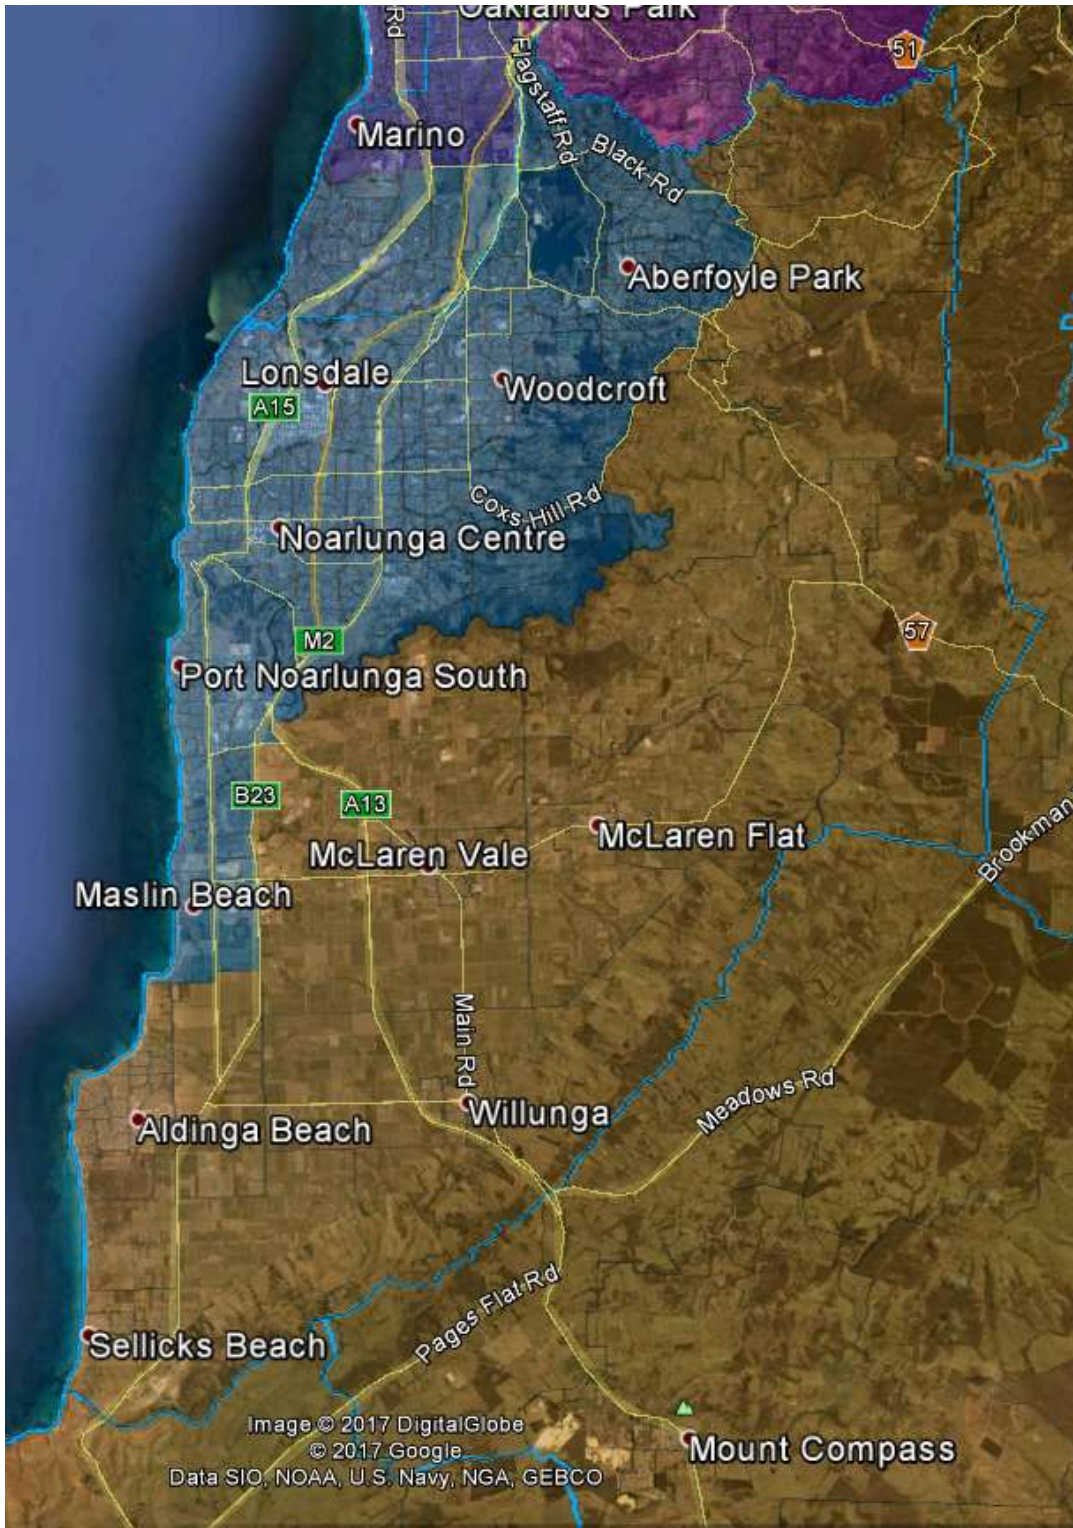 Oaklands Park
Rd
51
Flagstaff Rd
Marino
Black Rd
Aberfoyle Park
Lonsdale
Woodcroft
A15
Coxs Hill Rd
Noarlunga Centre
57
M2
Port Noarlunga South
B23
A13
McLaren Flat
McLaren Vale
Brookman
Maslin Beach
Main Rd
Meadows Rd
Willunga
Aldinga Beach
Pages Flat Rd
Sellicks Beach
Image © 2017 DigitalGlobe
© 2017 Google
Data SIO, NOAA, U.S. Navy, NGA, GEBCO
Mount Compass